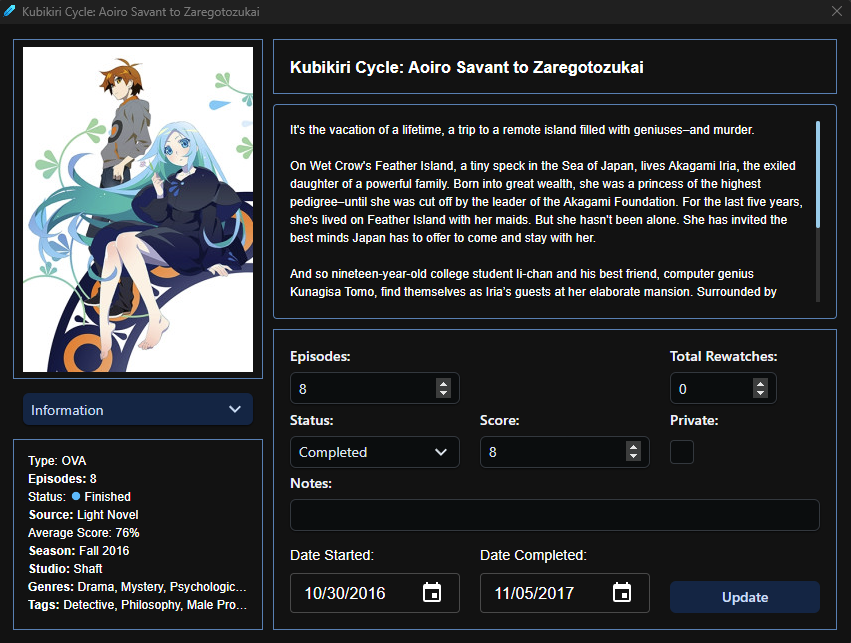 Kubikiri Cycle: Aoiro Savant to Zaregotozukai
Kubikiri Cycle: Aoiro Savant to Zaregotozukai
It's the vacation of a lifetime, a trip to a remote island filled with geniuses–and murder.
On Wet Crow's Feather Island, a tiny speck in the Sea of Japan, lives Akagami Iria, the exiled
daughter of a powerful family. Born into great wealth, she was a princess of the highest
pedigree–until she was cut off by the leader of the Akagami Foundation. For the last five years,
she's lived on Feather Island with her maids. But she hasn't been alone. She has invited the
best minds Japan has to offer to come and stay with her.
And so nineteen-year-old college student Ii-chan and his best friend, computer genius
Kunagisa Tomo, find themselves as Iria's guests at her elaborate mansion. Surrounded by
Information
Type: OVA
Episodes: 8
Status: Finished
Source: Light Novel
Average Score: 76%
Season: Fall 2016
Studio: Shaft
Genres: Drama, Mystery, Psychologic...
Tags: Detective, Philosophy, Male Pro...
Episodes:
8
Total Rewatches:
0
Status:
Completed
Score:
8
Private:
Notes:
Date Started:
10/30/2016
Date Completed:
11/05/2017
Update